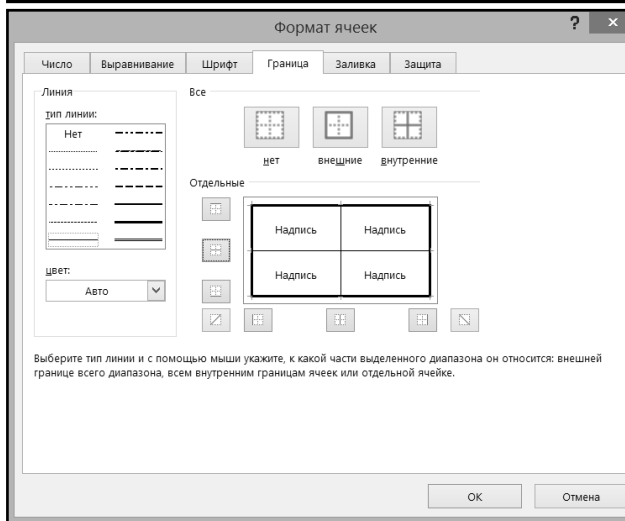 Формат ячеек ? ×
Число Выравнивание Шрифт Граница Заливка Защита
Линия
тип линии:
Нет
цвет:
Авто
Все
нет внешние внутренние
Отдельные
Надпись Надпись
Надпись Надпись
Выберите тип линии и с помощью мыши укажите, к какой части выделенного диапазона он относится: внешней
границе всего диапазона, всем внутренним границам ячеек или отдельной ячейке.
ОК Отмена